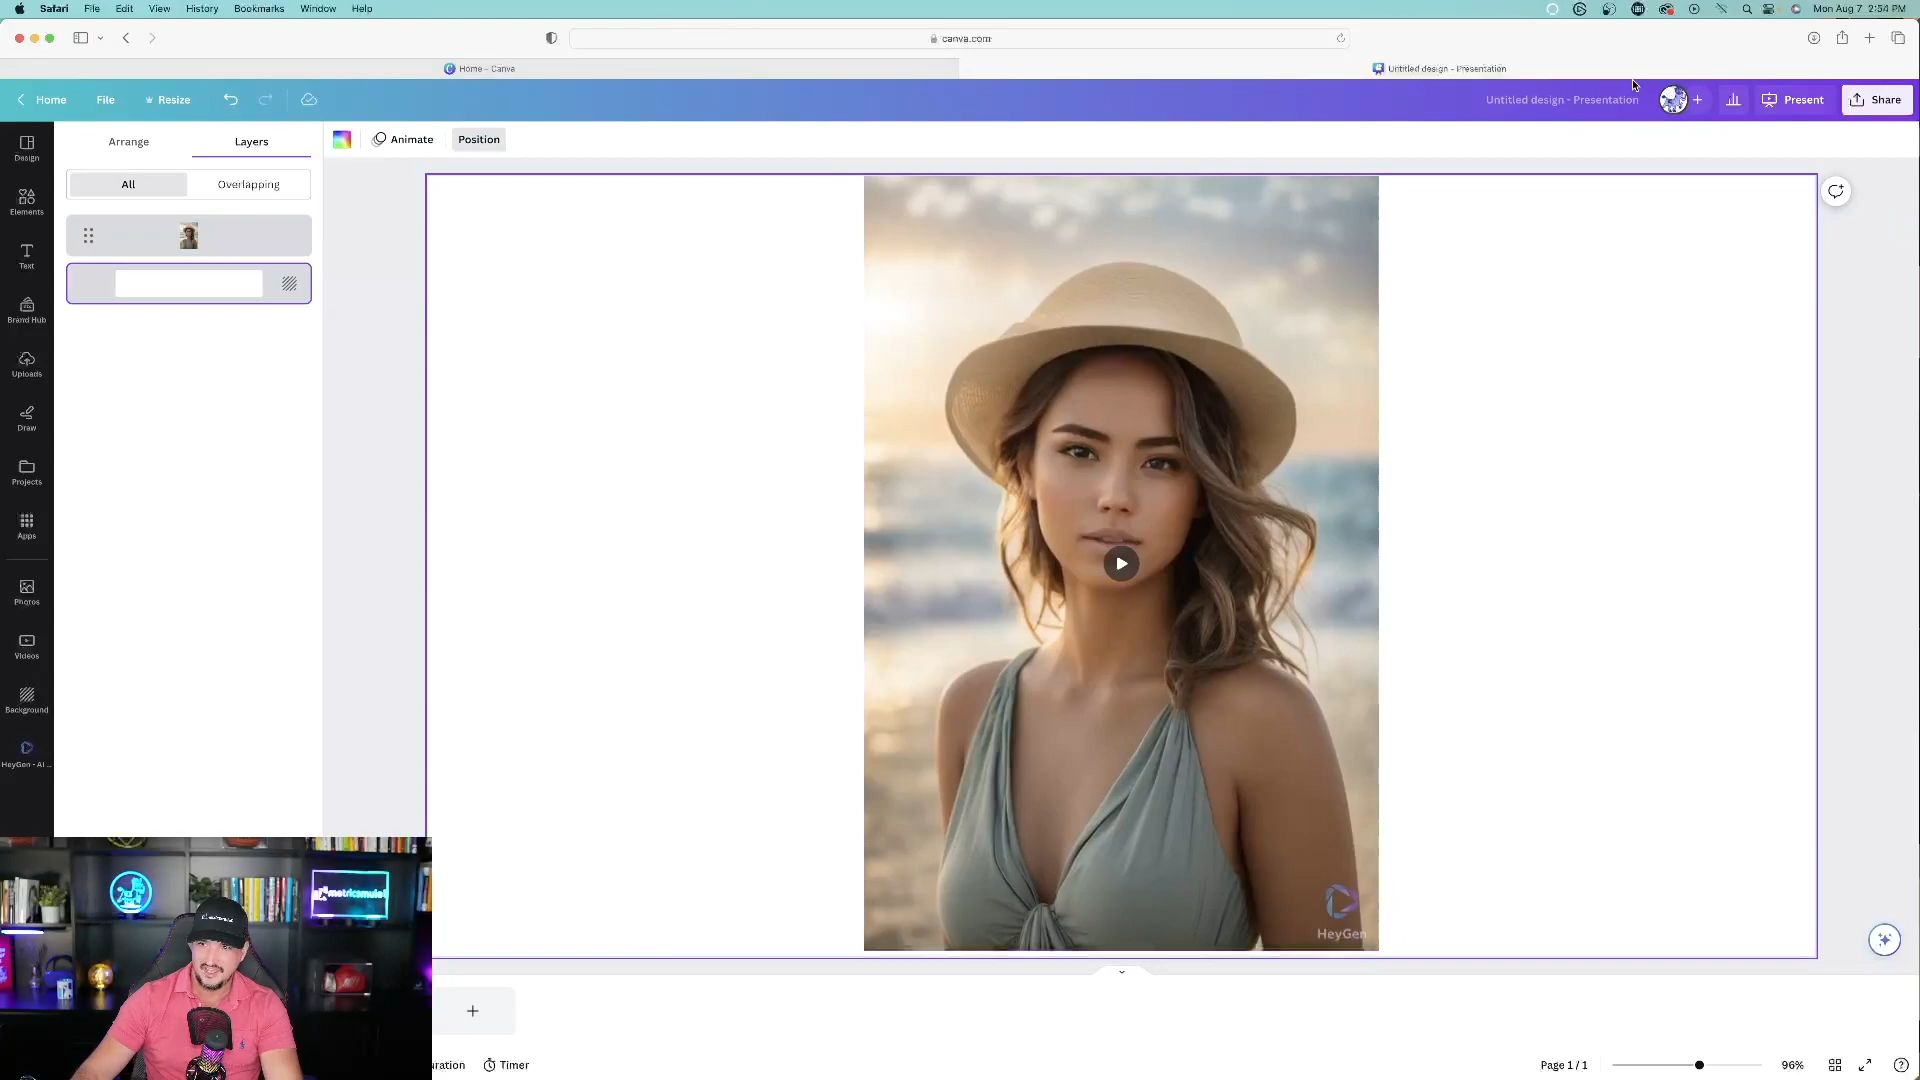 Safari File Edit View History Bookmarks Window Help Mon Aug 7 2:54 PM
canva.com
Home – Canva Untitled design – Presentation
Home File Resize Untitled design - Presentation Present Share
Arrange Layers Animate Position
All Overlapping
Design
Elements
Text
Brand Hub
Uploads
Draw
Projects
Apps
Photos
Videos
Background
HeyGen - AI ...
HeyGen
metricsmule
uration Timer Page 1 / 1 96%